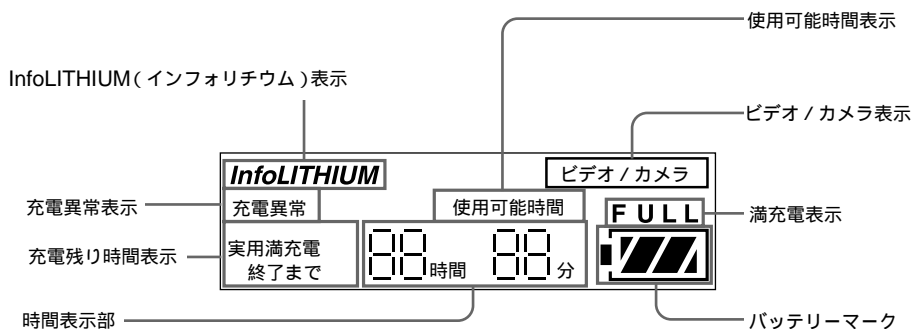 使用可能時間表示
InfoLITHIUM(インフォリチウム)表示
ビデオ / カメラ表示
InfoLITHIUM
ビデオ / カメラ
充電異常表示
充電異常
使用可能時間
FULL
満充電表示
充電残り時間表示
実用満充電
終了まで
88時間 88分
時間表示部
バッテリーマーク